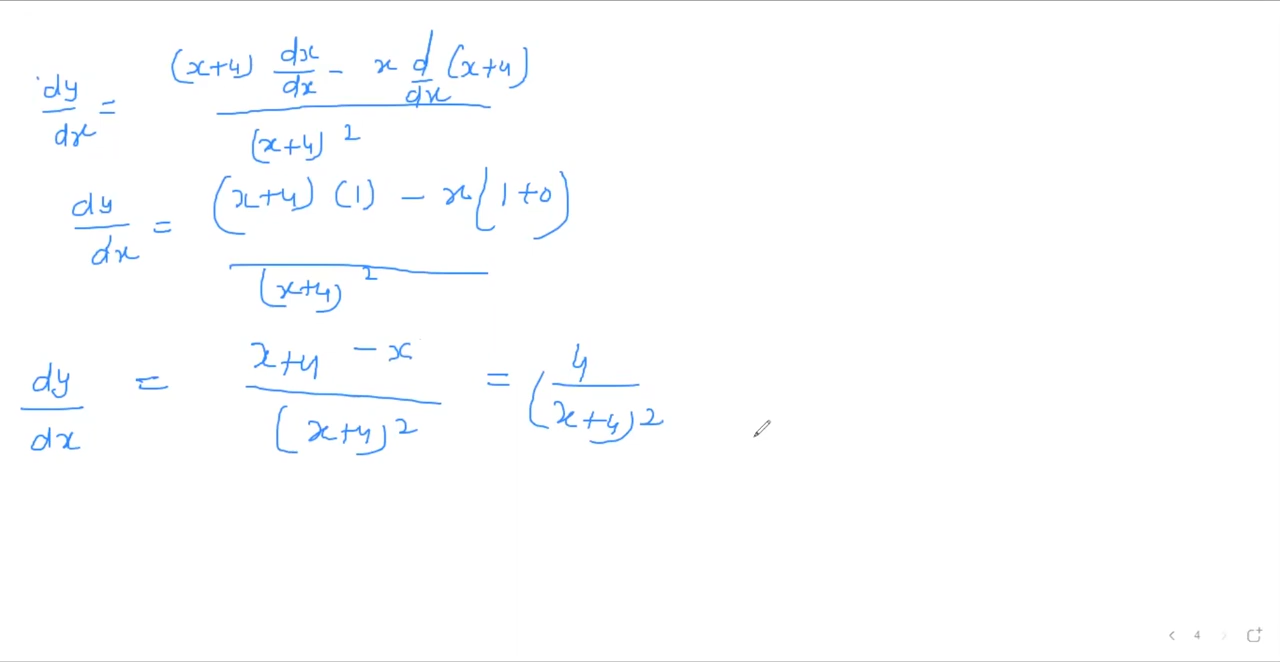 dy/dx = ((x+4) dx/dx - x d/dx (x+4))/(x+4)²
dy/dx = ((x+4) (1) - x(1+0))/(x+4)²
dy/dx = (x+4 -x)/(x+4)² = 4/(x+4)²
< 4 >